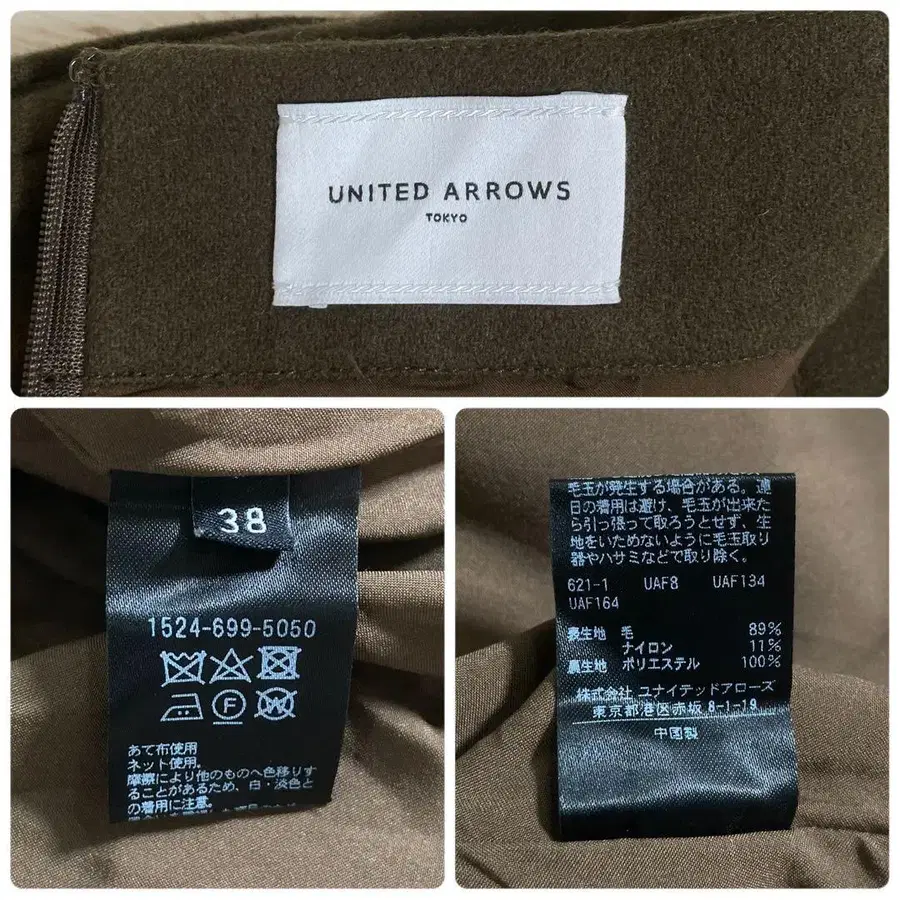 UNITED ARROWS
TOKYO
38
1524-699-5050
あて布使用
ネット使用。
摩擦により他のものへ色移りす
ることがあるため、白・淡色と
の着用に注意。
毛玉が発生する場合がある。連
日の着用は避け、毛玉が出来た
ら引っ張って取ろうとせず、生
地をいためないように毛玉取り
器やハサミなどで取り除く。
621-1 UAF8 UAF134
UAF164
表生地 毛 89%
ナイロン 11%
裏生地 ポリエステル 100%
株式会社 ユナイテッドアローズ
東京都港区赤坂 8-1-19
中国製